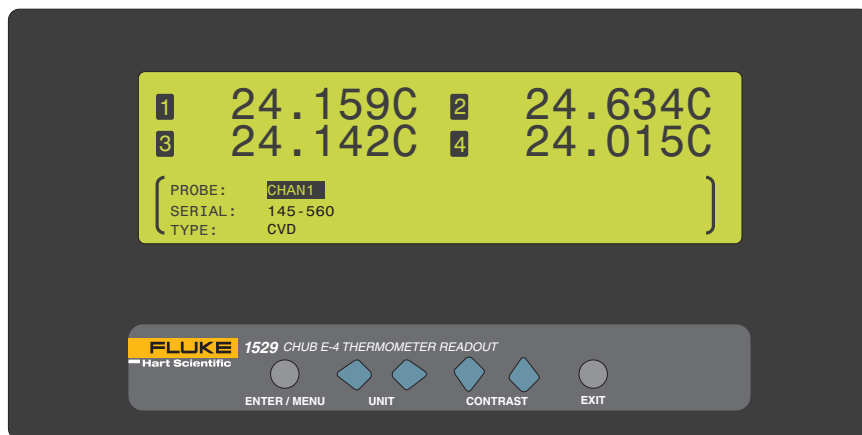 1 24.159C 2 24.634C
3 24.142C 4 24.015C
PROBE: CHAN1
SERIAL: 145-560
TYPE: CVD
FLUKE 1529 CHUB E-4 THERMOMETER READOUT
Hart Scientific
ENTER / MENU UNIT CONTRAST EXIT